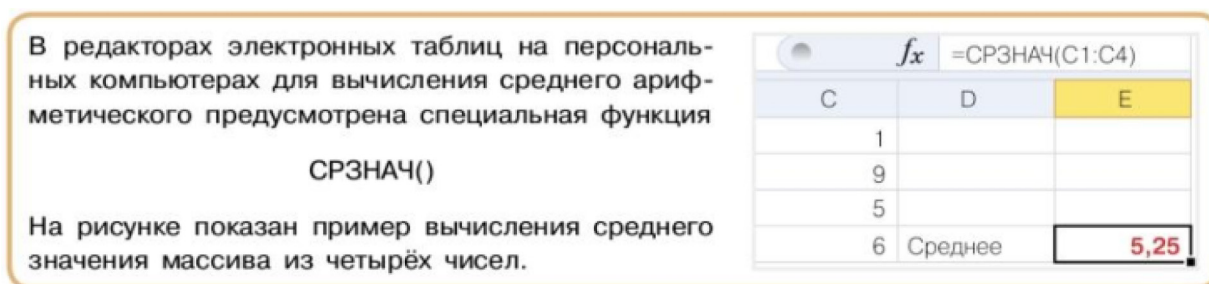 В редакторах электронных таблиц на персональ-
ных компьютерах для вычисления среднего ариф-
метического предусмотрена специальная функция
СРЗНАЧ()
На рисунке показан пример вычисления среднего
значения массива из четырёх чисел.
fx =СРЗНАЧ(C1:C4)
C D E
1
9
5
6 Среднее 5,25